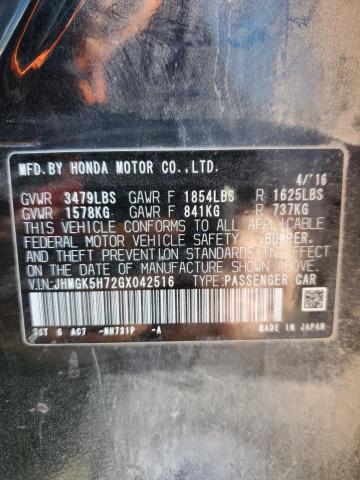 4/'16
MFD.BY HONDA MOTOR CO.,LTD.
GVWR 3479LBS GAWR F 1854LBS R 1625LBS
GVWR 1578KG GAWR F 841KG R 737KG
THIS VEHICLE CONFORMS TO ALL APPLICABLE
FEDERAL MOTOR VEHICLE SAFETY, BUMPER,
AND THEFT PREVENTION STANDARDS IN EFFECT
ON THE DATE OF MANUFACTURE SHOWN ABOVE.
V.I.N:JHMGK5H72GX042516 TYPE:PASSENGER CAR
AC7 -NH731P -A
MADE IN JAPAN